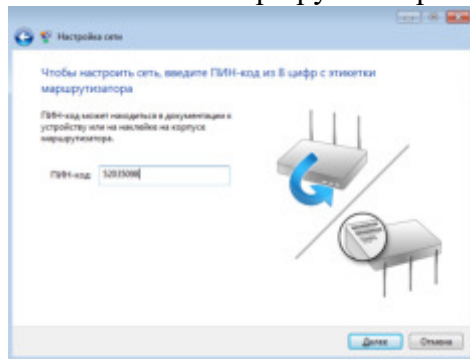 Настройка сети
Чтобы настроить сеть, введите ПИН-код из 8 цифр с этикетки
маршрутизатора
ПИН-код может находиться в документации к
устройству или на наклейке на корпусе
маршрутизатора.
ПИН-код: 52035098
Далее
Отмена